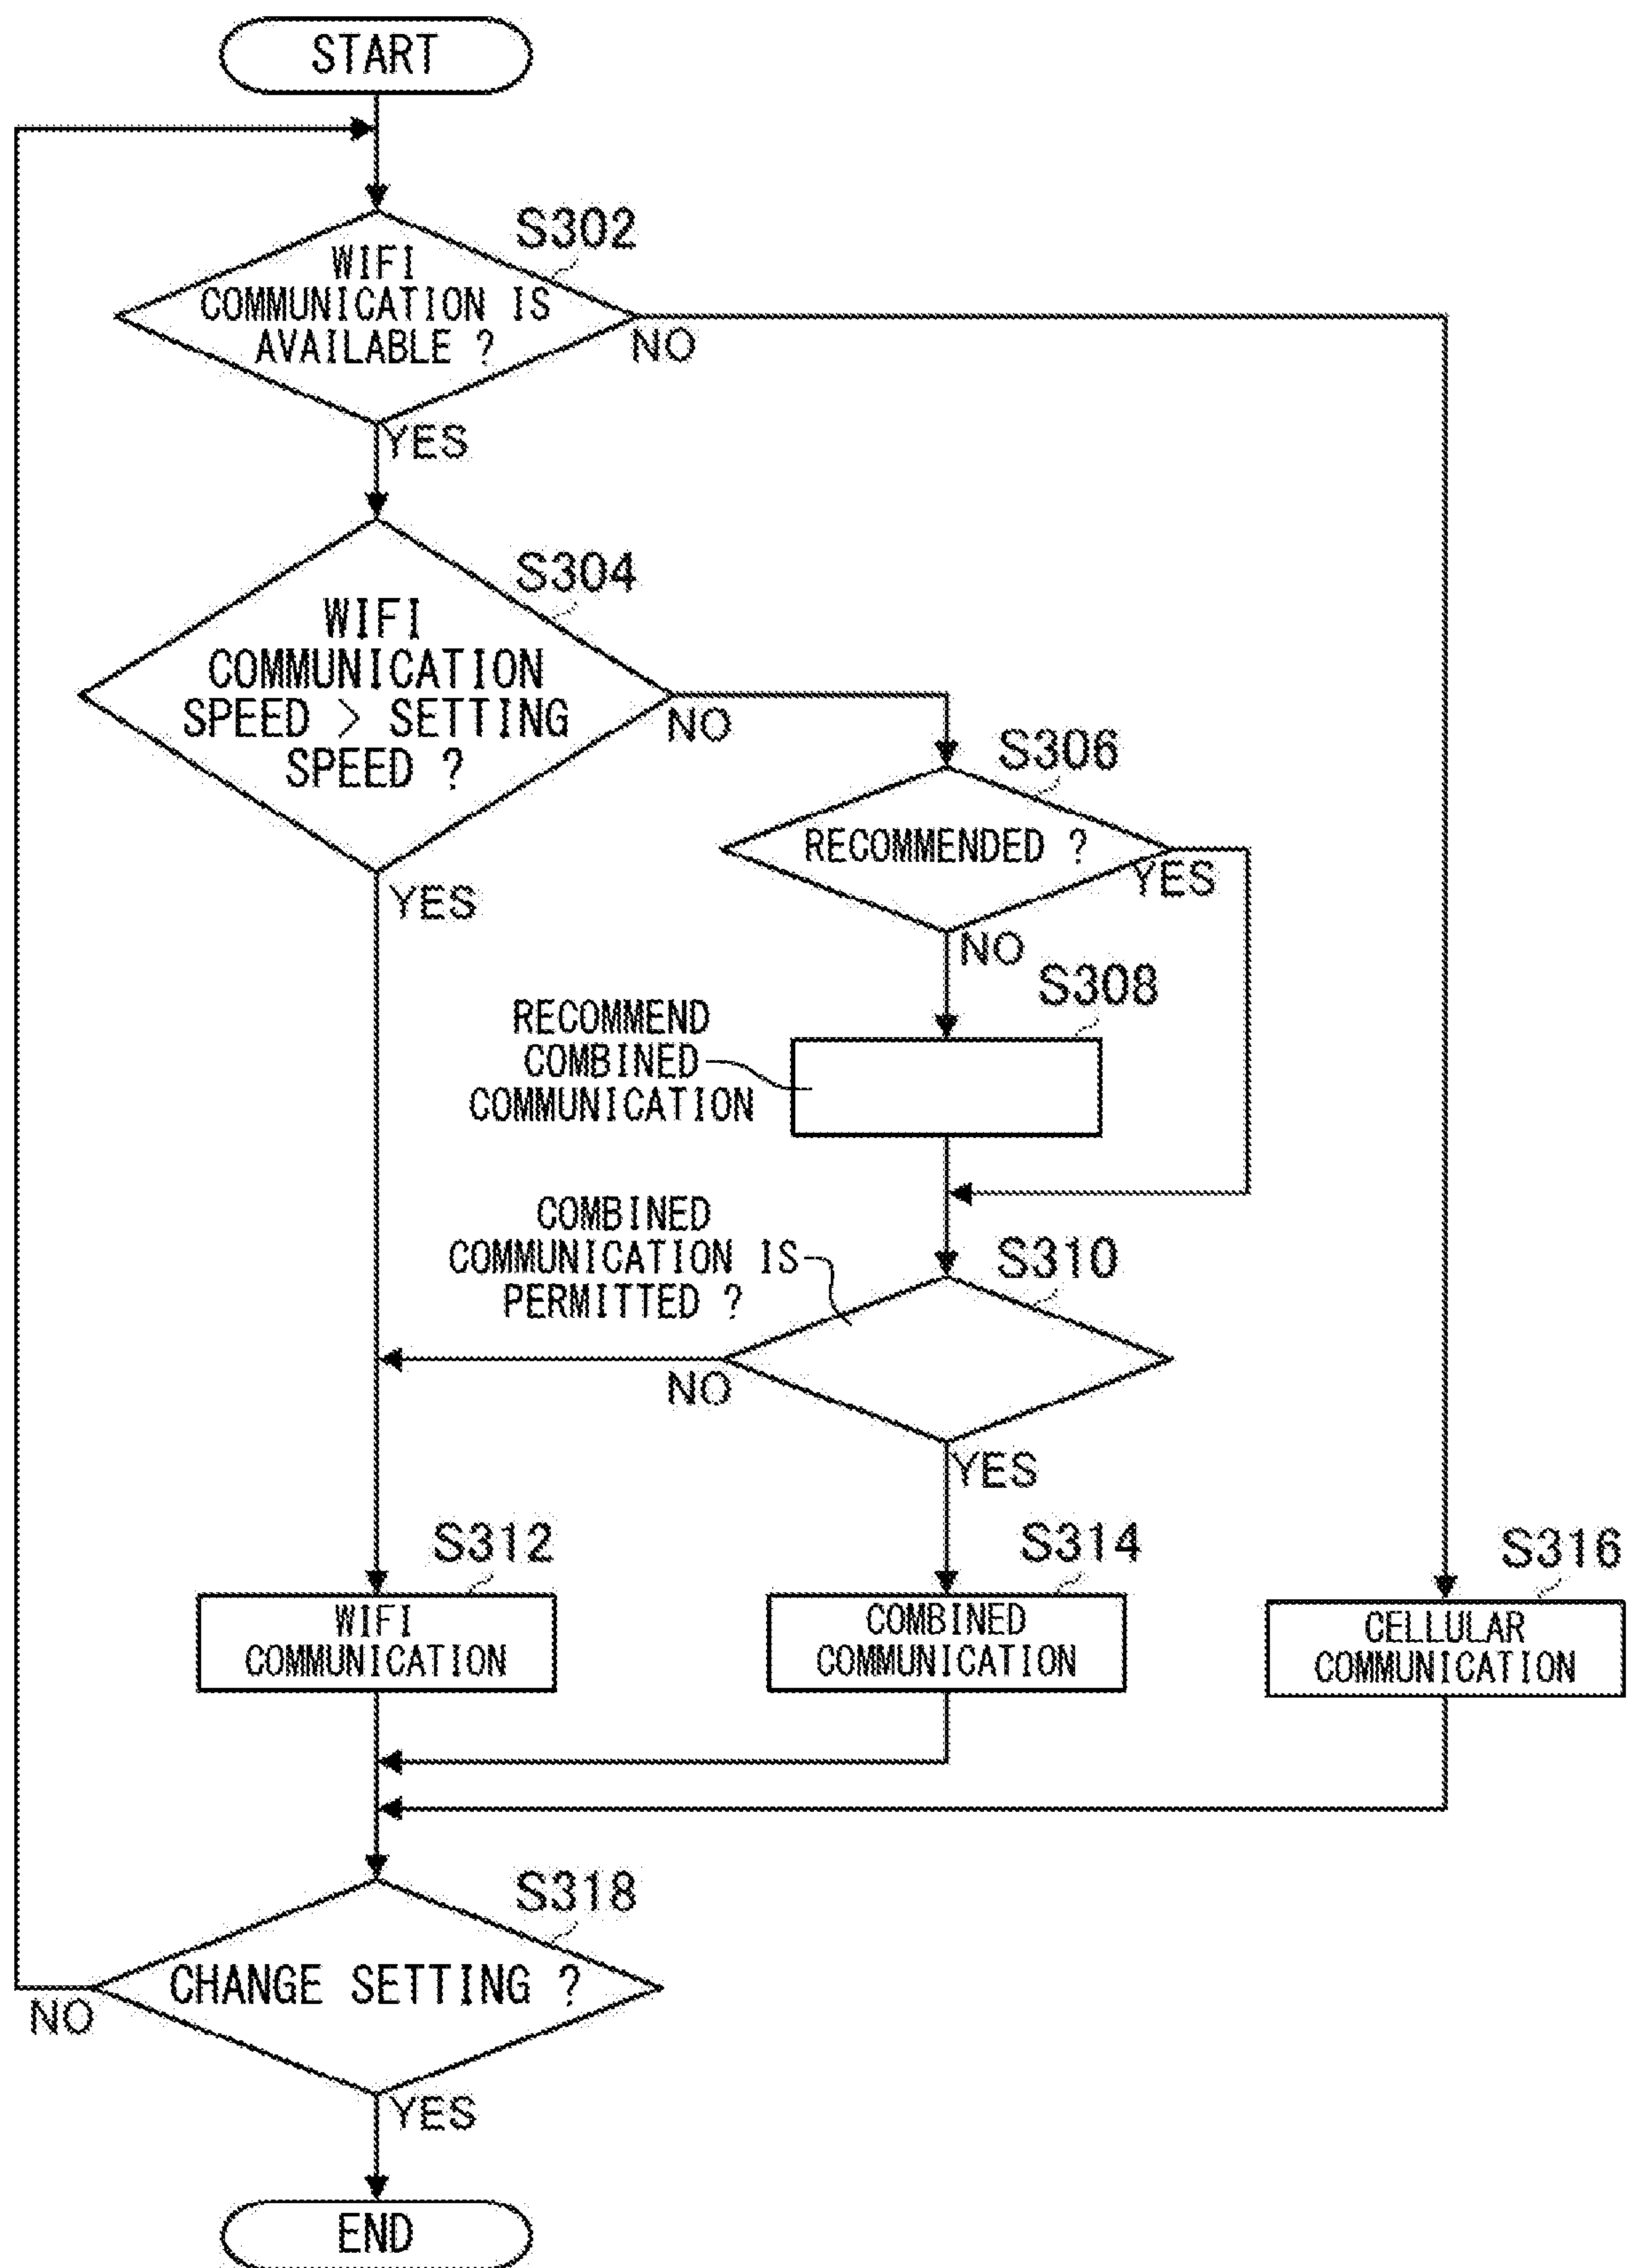 START
S302
WIFI
COMMUNICATION IS
AVAILABLE ?
NO
YES
S304
WIFI
COMMUNICATION
SPEED > SETTING
SPEED ?
NO
YES
S306
RECOMMENDED ?
YES
NO
S308
RECOMMEND
COMBINED
COMMUNICATION
COMBINED
COMMUNICATION IS
PERMITTED ?
S310
NO
YES
S312
WIFI
COMMUNICATION
S314
COMBINED
COMMUNICATION
S316
CELLULAR
COMMUNICATION
S318
CHANGE SETTING ?
NO
YES
END